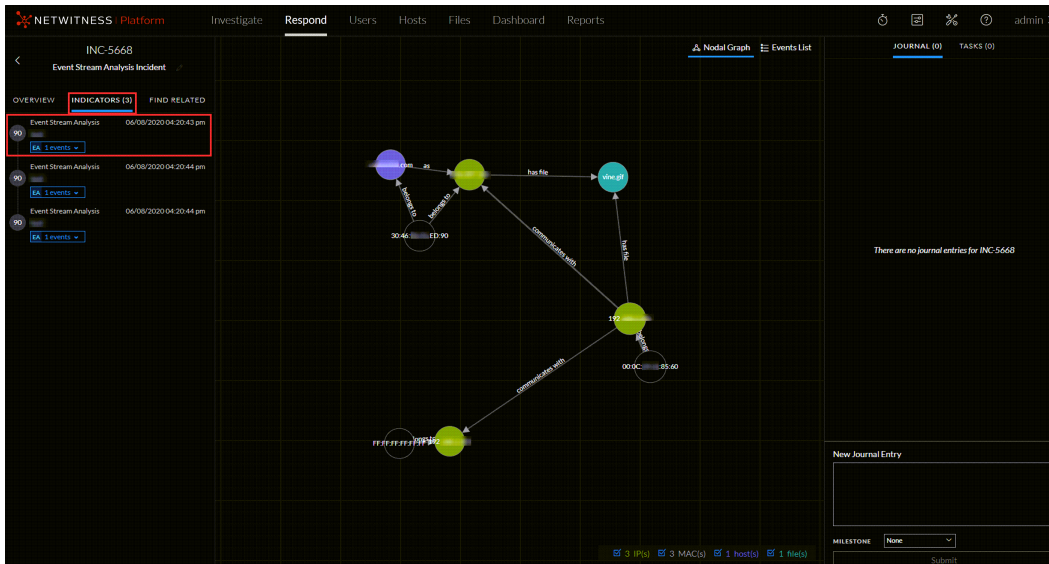 NETWITNESS Platform
Investigate Respond Users Hosts Files Dashboard Reports
admin
INC-5668
Event Stream Analysis Incident
OVERVIEW INDICATORS (3) FIND RELATED
90
Event Stream Analysis 06/08/2020 04:20:43 pm
EA 1 events
90
Event Stream Analysis 06/08/2020 04:20:44 pm
EA 1 events
90
Event Stream Analysis 06/08/2020 04:20:44 pm
EA 1 events
Nodal Graph Events List
.com as
has file
vine.gif
belongs to
belongs to
30:46: ED:90
communicates with
has file
192
belongs
00:0C: :85:60
communicates with
FF:FF:FF:FF:FF:FF
192
3 IP(s) 3 MAC(s) 1 host(s) 1 file(s)
JOURNAL (0) TASKS (0)
There are no journal entries for INC-5668
New Journal Entry
MILESTONE None
Submit